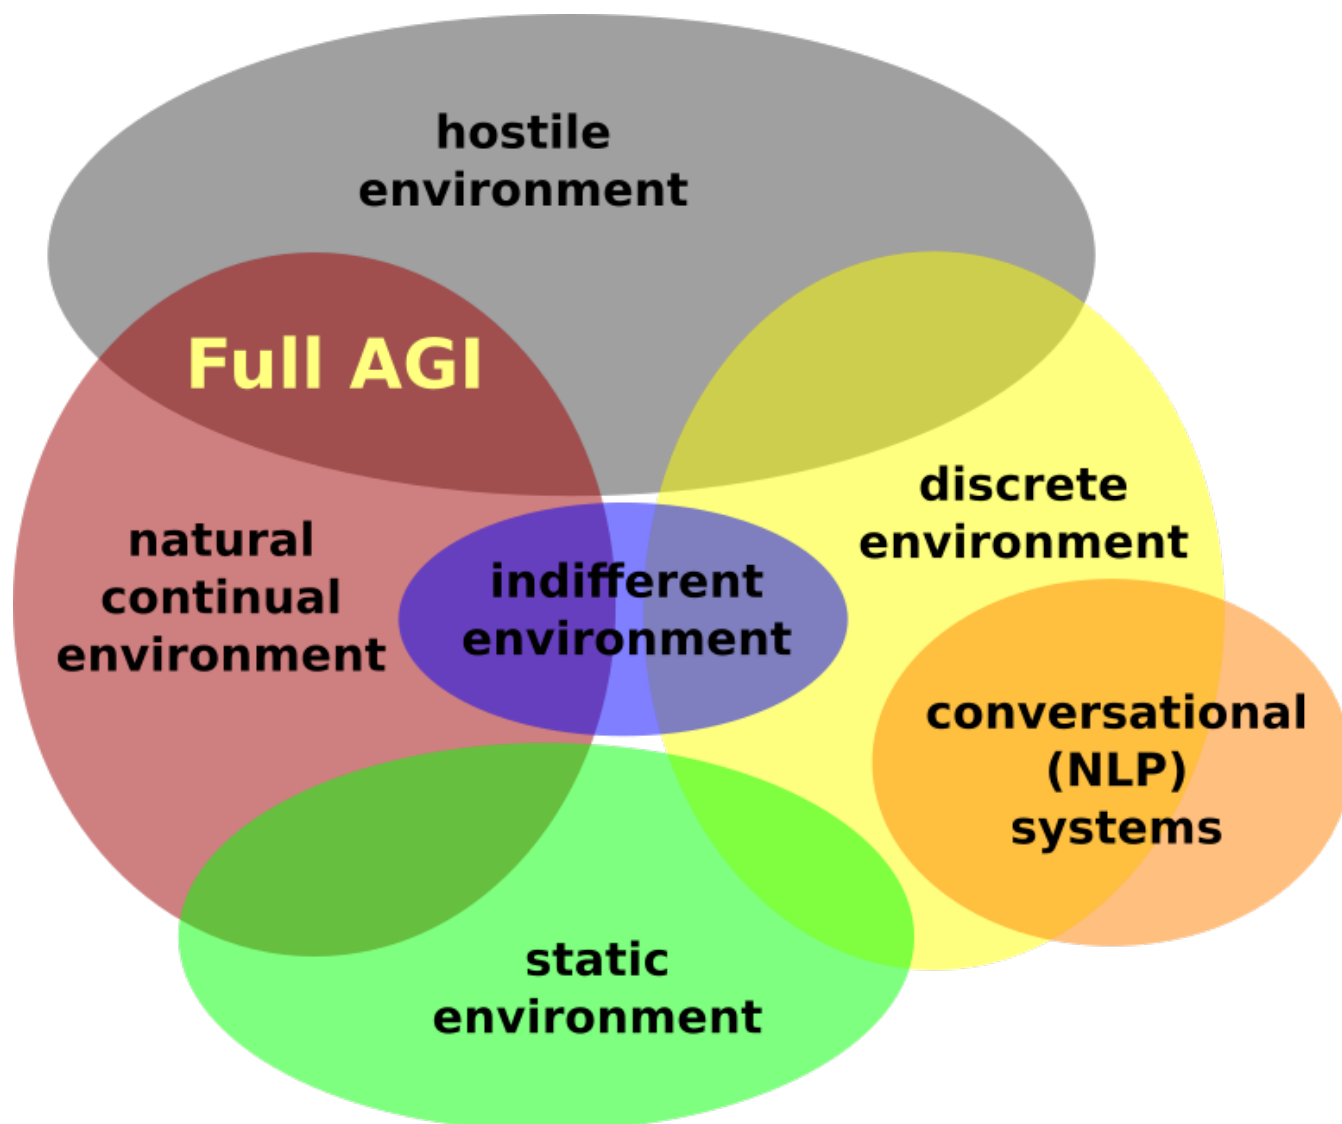 hostile
environment
Full AGI
discrete
environment
natural
continual
environment
indifferent
environment
conversational
(NLP)
systems
static
environment